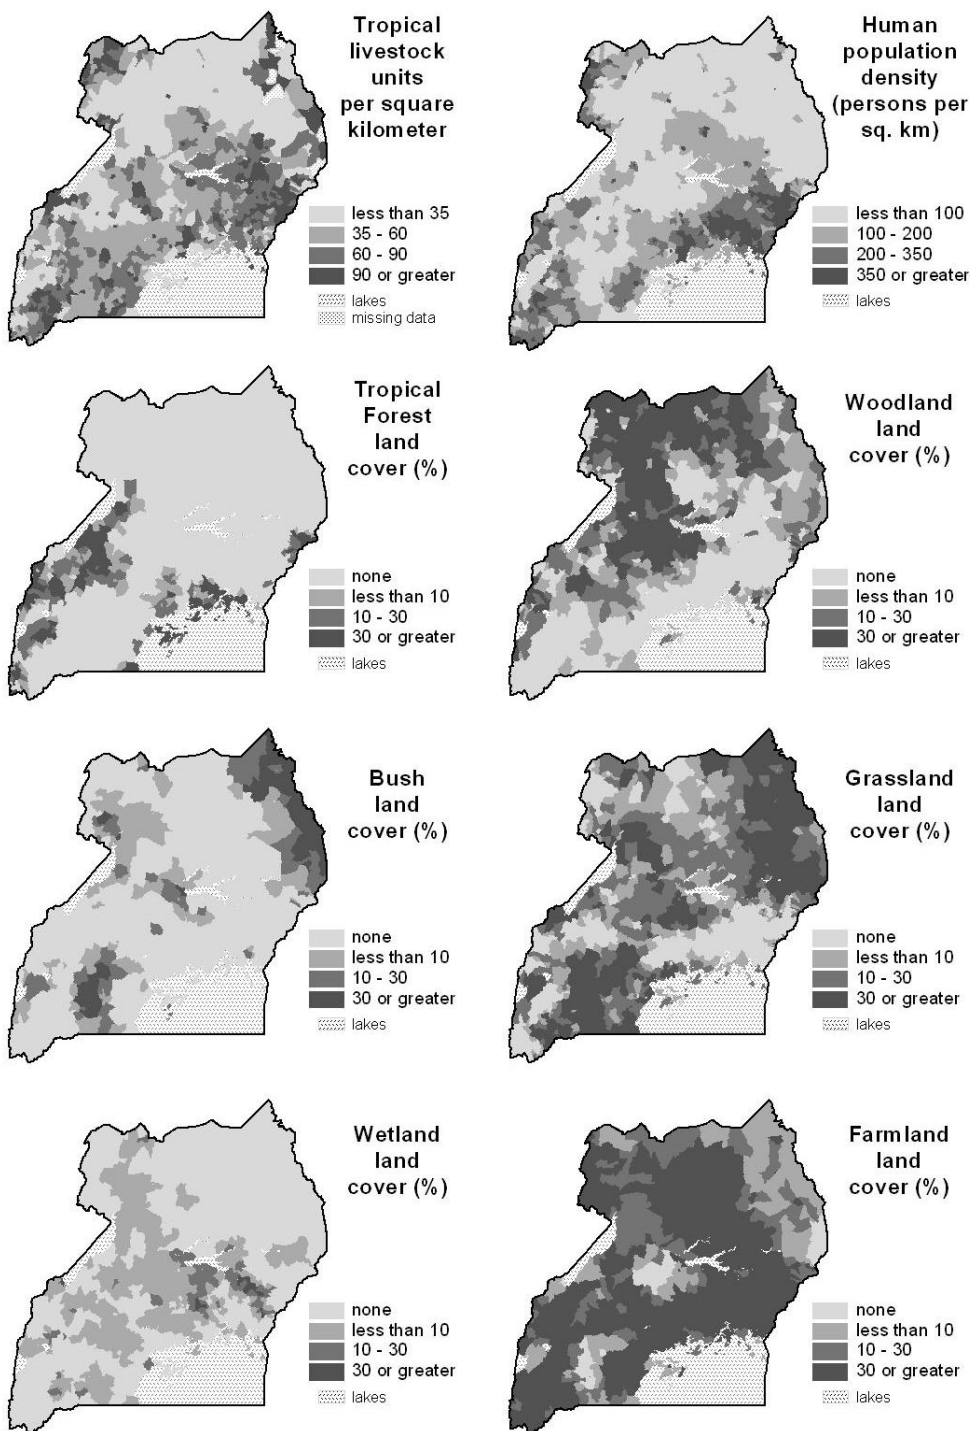 Tropical
livestock
units
per square
kilometer
less than 35
35 - 60
60 - 90
90 or greater
lakes
missing data
Human
population
density
(persons per
sq. km)
less than 100
100 - 200
200 - 350
350 or greater
lakes
Tropical
Forest
land
cover (%)
none
less than 10
10 - 30
30 or greater
lakes
Woodland
land
cover (%)
none
less than 10
10 - 30
30 or greater
lakes
Bush
land
cover (%)
none
less than 10
10 - 30
30 or greater
lakes
Grassland
land
cover (%)
none
less than 10
10 - 30
30 or greater
lakes
Wetland
land
cover (%)
none
less than 10
10 - 30
30 or greater
lakes
Farmland
land
cover (%)
none
less than 10
10 - 30
30 or greater
lakes